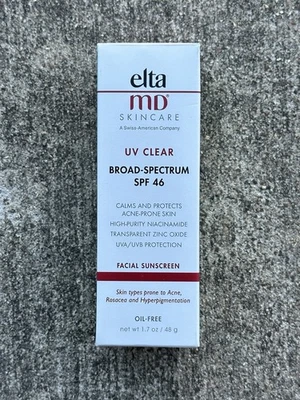 elta
MD®
SKINCARE
A Swiss-American Company
UV CLEAR
BROAD-SPECTRUM
SPF 46
CALMS AND PROTECTS
ACNE-PRONE SKIN
HIGH-PURITY NIACINAMIDE
TRANSPARENT ZINC OXIDE
UVA/UVB PROTECTION
FACIAL SUNSCREEN
Skin types prone to Acne,
Rosacea and Hyperpigmentation
OIL-FREE
net wt 1.7 oz / 48 g